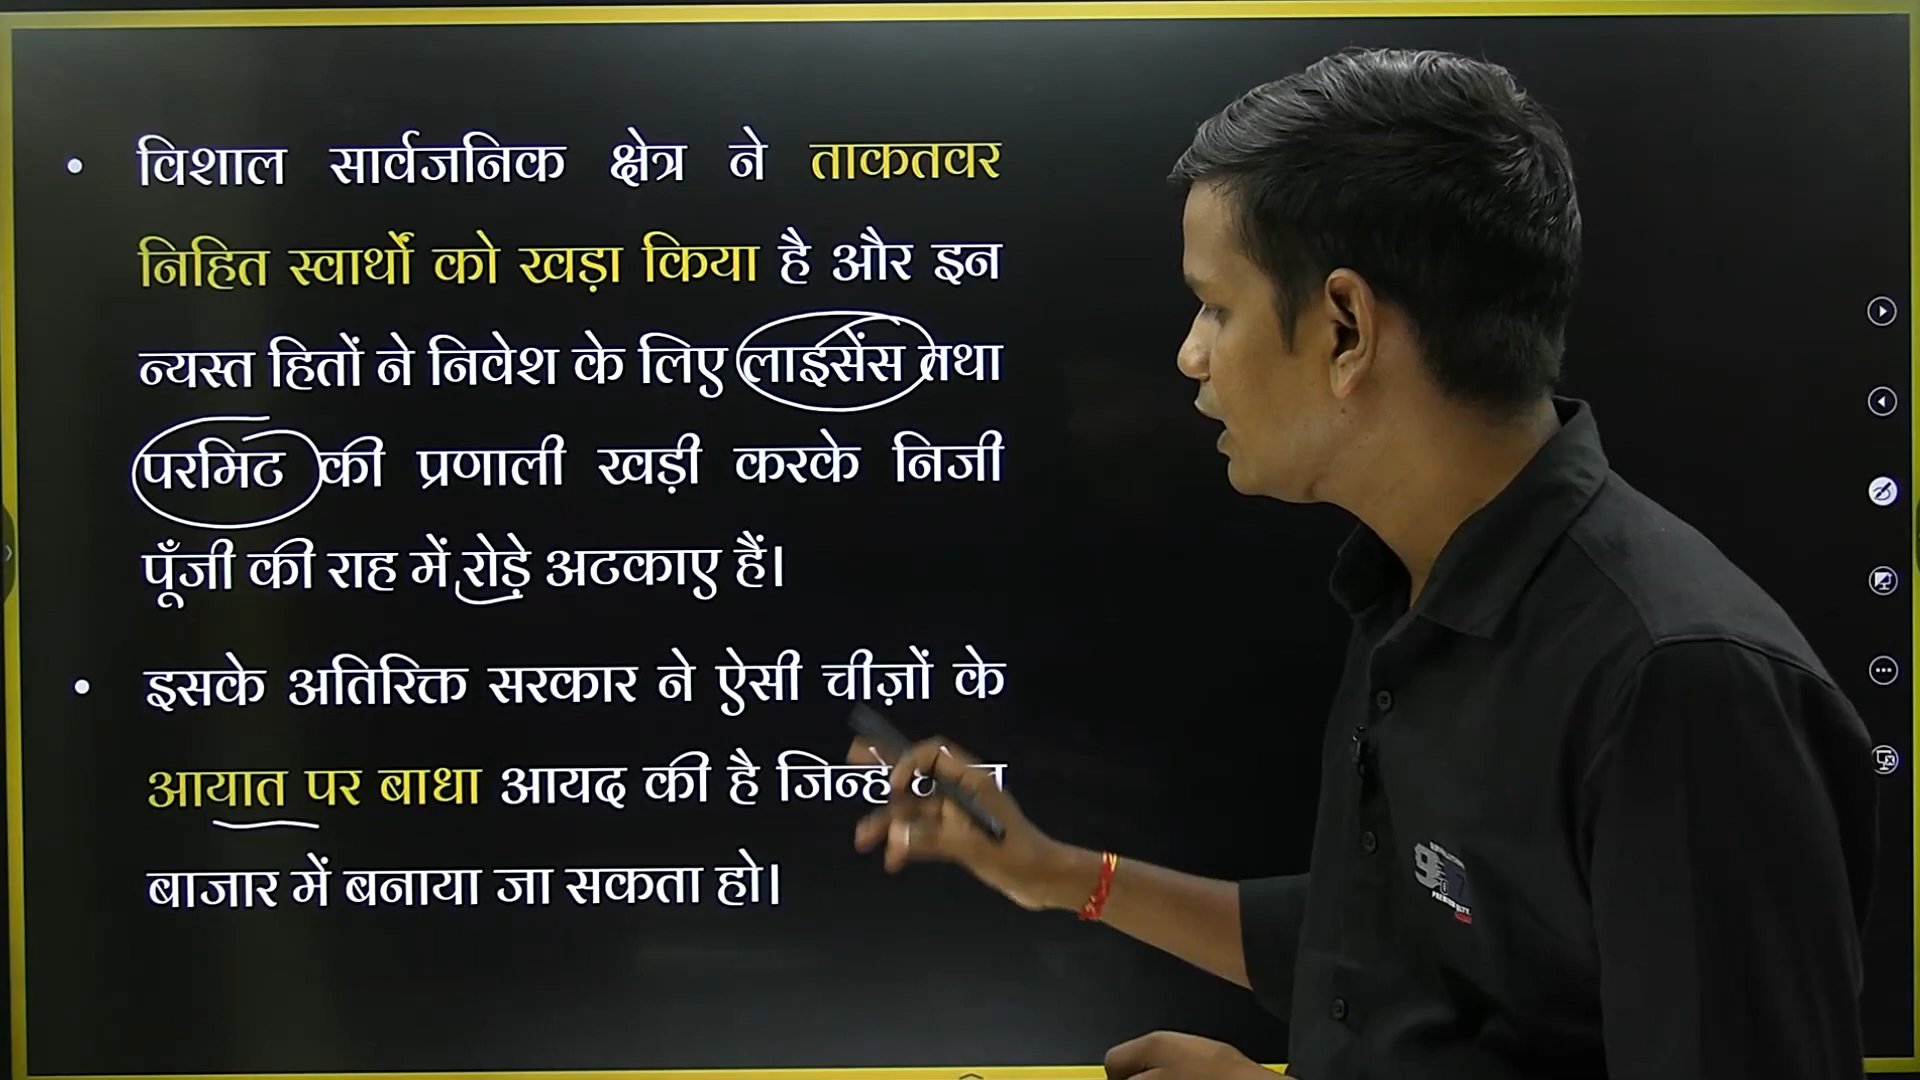 • विशाल सार्वजनिक क्षेत्र ने ताकतवर
निहित स्वार्थों को खड़ा किया है और इन
न्यस्त हितों ने निवेश के लिए लाइसेंस तथा
परमिट की प्रणाली खड़ी करके निजी
पूँजी की राह में रोड़े अटकाए हैं।
• इसके अतिरिक्त सरकार ने ऐसी चीज़ों के
आयात पर बाधा आयद की है जिन्हें
बाजार में बनाया जा सकता हो।